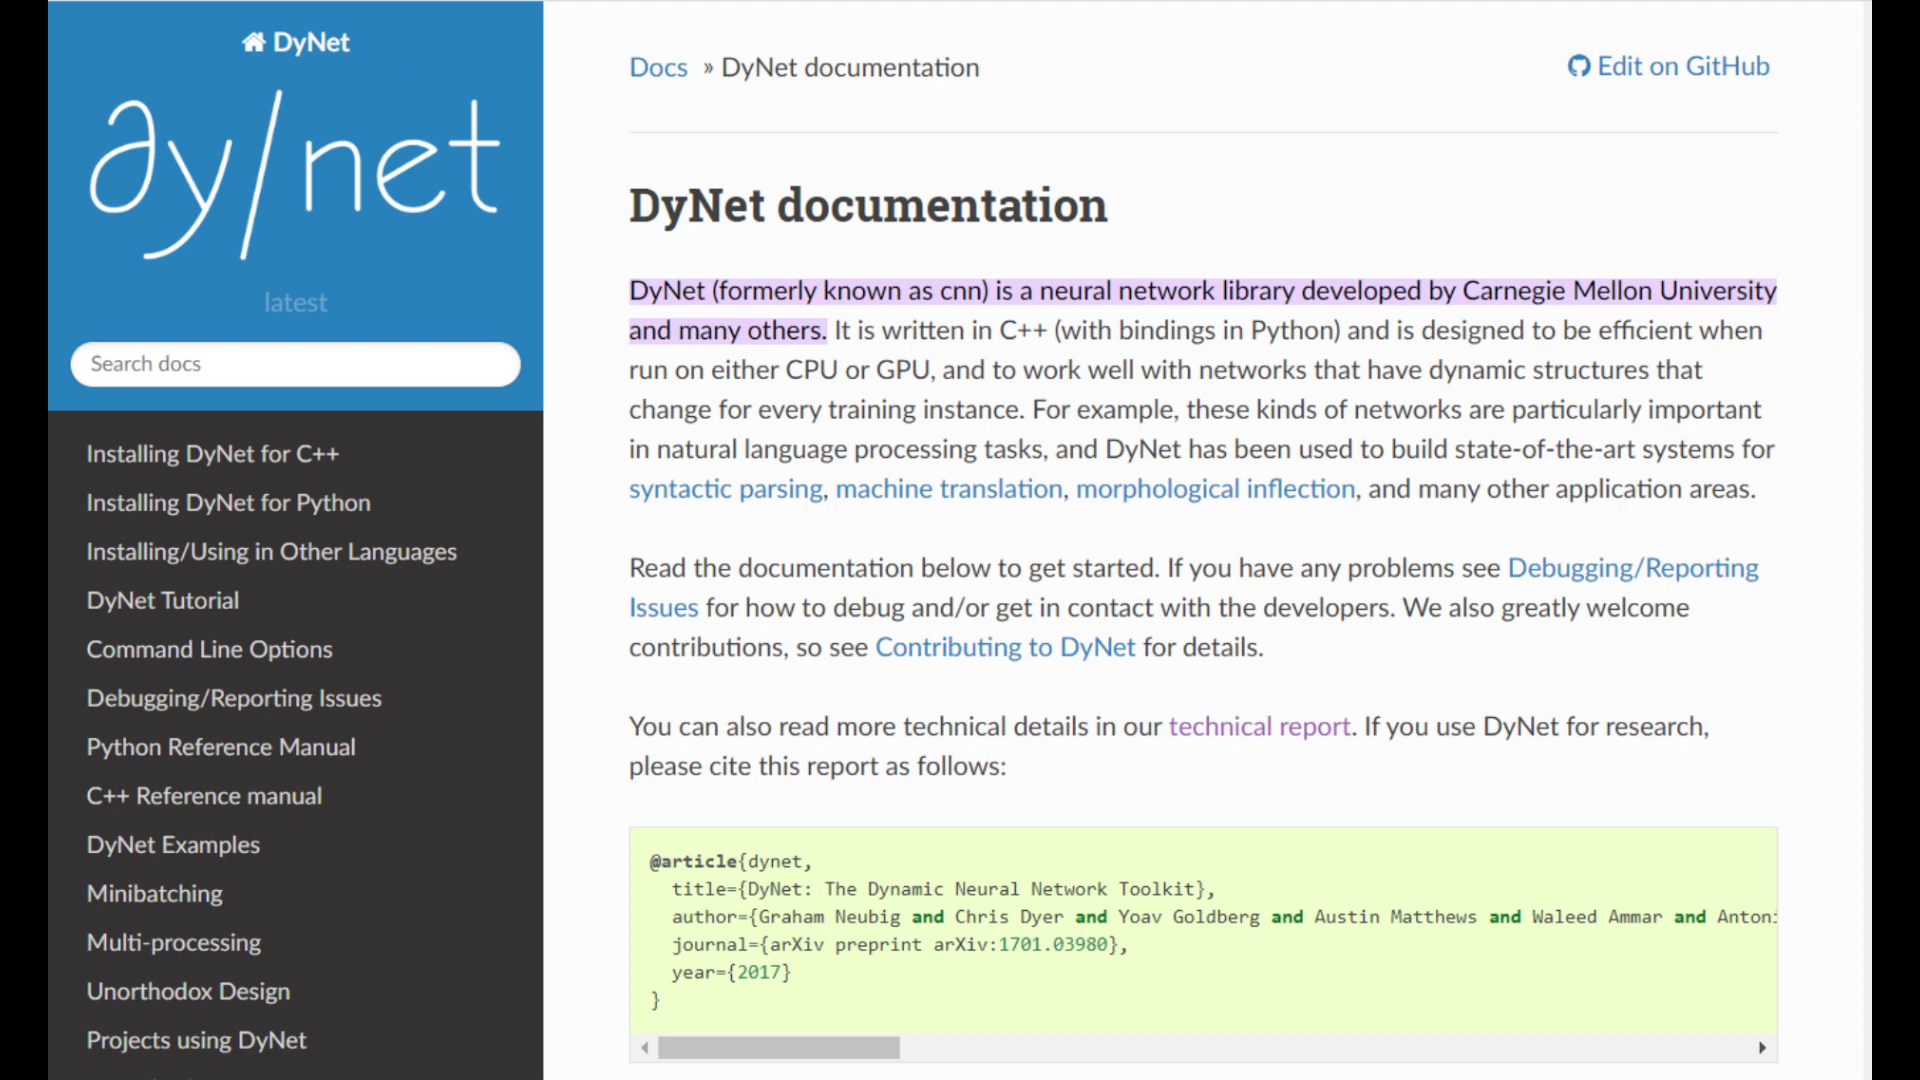 DyNet
dy/net
latest
Search docs
Installing DyNet for C++
Installing DyNet for Python
Installing/Using in Other Languages
DyNet Tutorial
Command Line Options
Debugging/Reporting Issues
Python Reference Manual
C++ Reference manual
DyNet Examples
Minibatching
Multi-processing
Unorthodox Design
Projects using DyNet
Docs » DyNet documentation
Edit on GitHub
DyNet documentation
DyNet (formerly known as cnn) is a neural network library developed by Carnegie Mellon University
and many others. It is written in C++ (with bindings in Python) and is designed to be efficient when
run on either CPU or GPU, and to work well with networks that have dynamic structures that
change for every training instance. For example, these kinds of networks are particularly important
in natural language processing tasks, and DyNet has been used to build state-of-the-art systems for
syntactic parsing, machine translation, morphological inflection, and many other application areas.
Read the documentation below to get started. If you have any problems see Debugging/Reporting
Issues for how to debug and/or get in contact with the developers. We also greatly welcome
contributions, so see Contributing to DyNet for details.
You can also read more technical details in our technical report. If you use DyNet for research,
please cite this report as follows:
@article{dynet,
title={DyNet: The Dynamic Neural Network Toolkit},
author={Graham Neubig and Chris Dyer and Yoav Goldberg and Austin Matthews and Waleed Ammar and Antoni
journal={arXiv preprint arXiv:1701.03980},
year={2017}
}